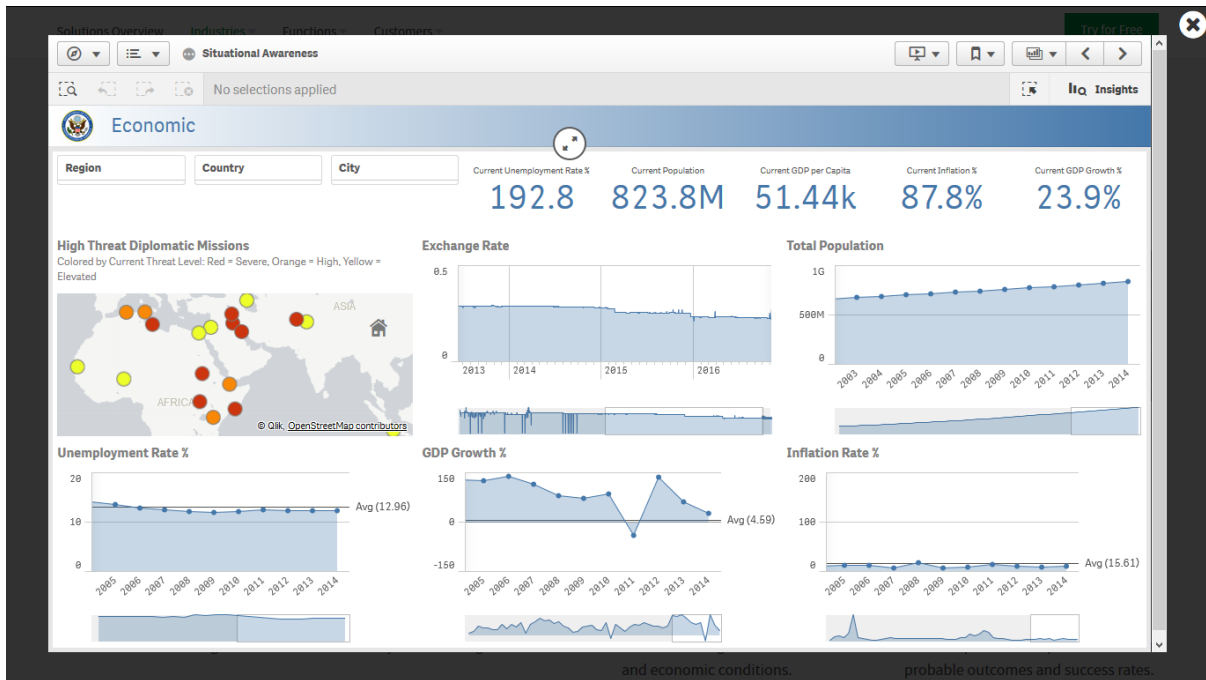 Solutions Overview Industries Functions Customers Try for Free
Situational Awareness
No selections applied Insights
Economic
Region Country City
Current Unemployment Rate % Current Population Current GDP per Capita Current Inflation % Current GDP Growth %
192.8 823.8M 51.44k 87.8% 23.9%
High Threat Diplomatic Missions
Colored by Current Threat Level: Red = Severe, Orange = High, Yellow =
Elevated
ASIA
AFRICA
© Qlik, OpenStreetMap contributors
Exchange Rate
0.5
0
2013 2014 2015 2016
Total Population
1G
500M
0
2003 2004 2005 2006 2007 2008 2009 2010 2011 2012 2013 2014
Unemployment Rate %
20
10
0
Avg (12.96)
2005 2006 2007 2008 2009 2010 2011 2012 2013 2014
GDP Growth %
150
0
-150
Avg (4.59)
2005 2006 2007 2008 2009 2010 2011 2012 2013 2014
Inflation Rate %
200
100
0
Avg (15.61)
2005 2006 2007 2008 2009 2010 2011 2012 2013 2014
and economic conditions. probable outcomes and success rates.